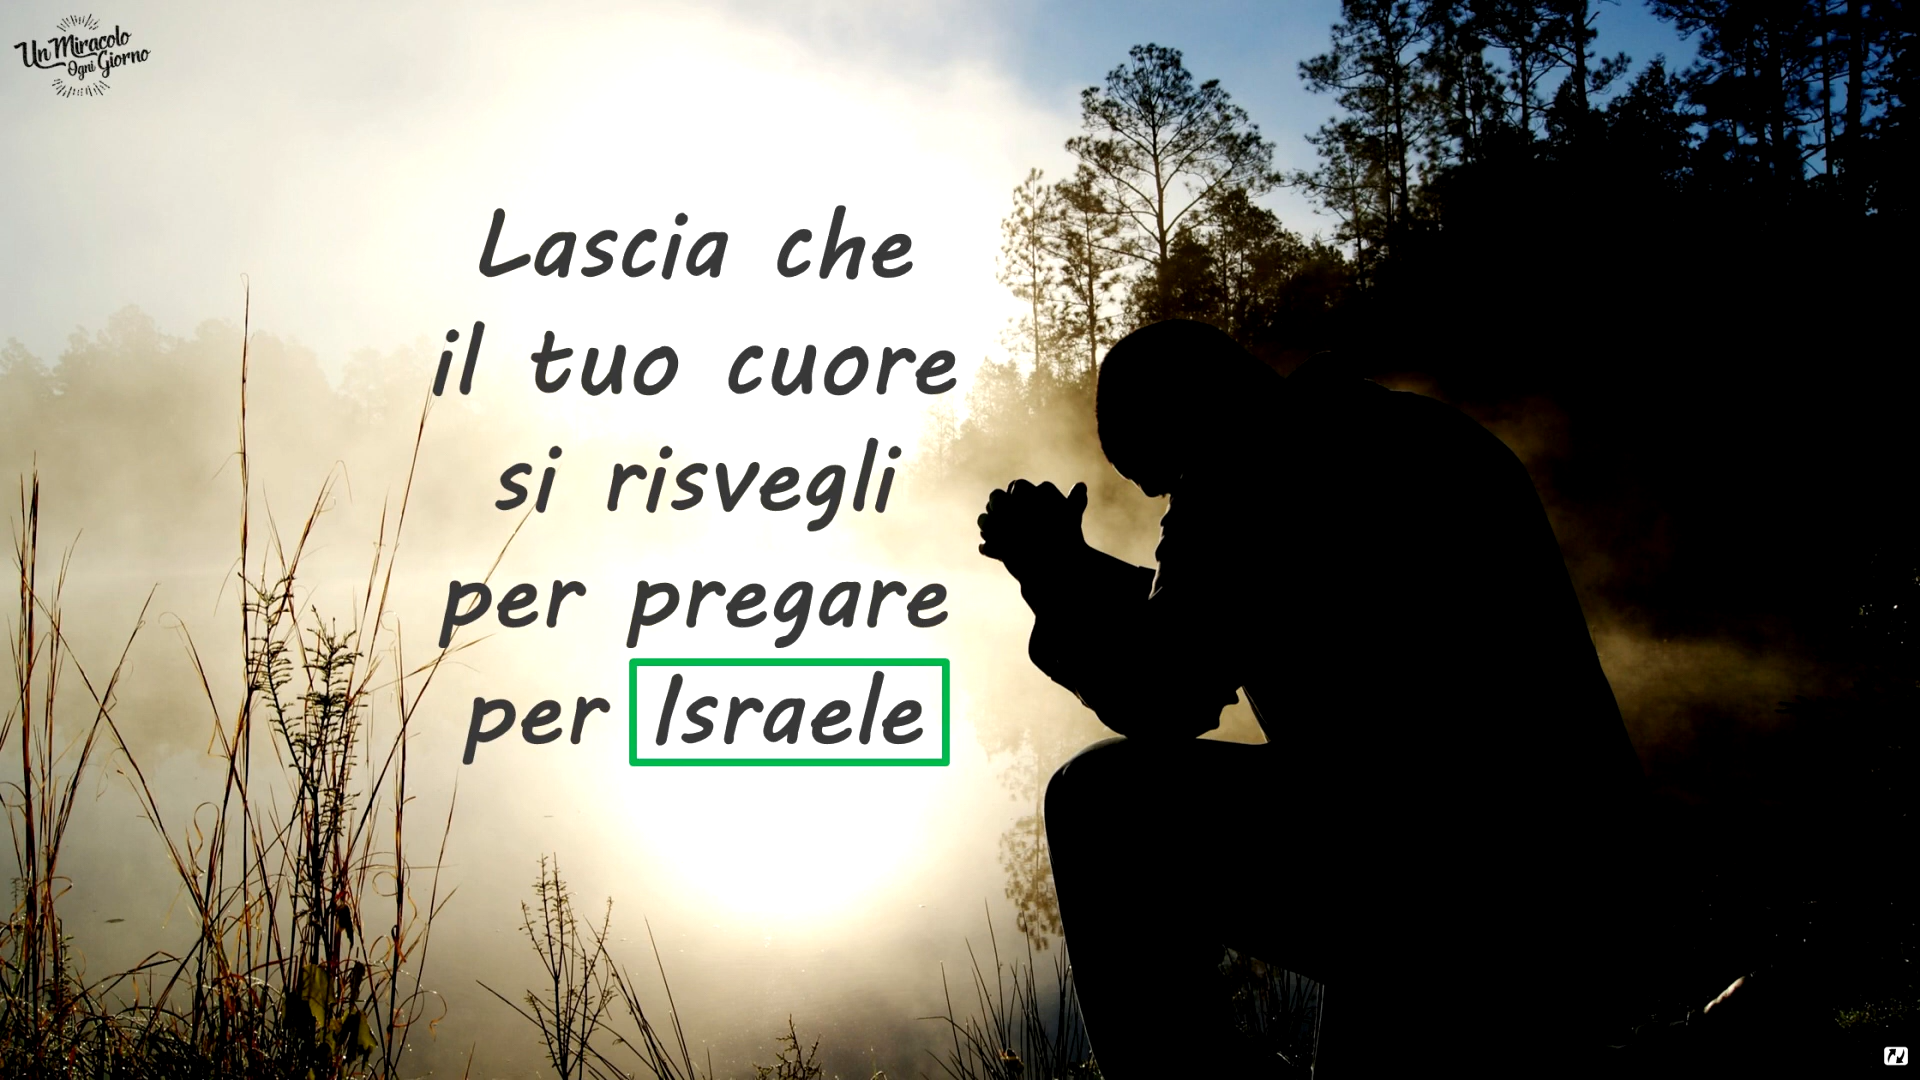 Un Miracolo
Ogni Giorno
Lascia che
il tuo cuore
si risvegli
per pregare
per Israele